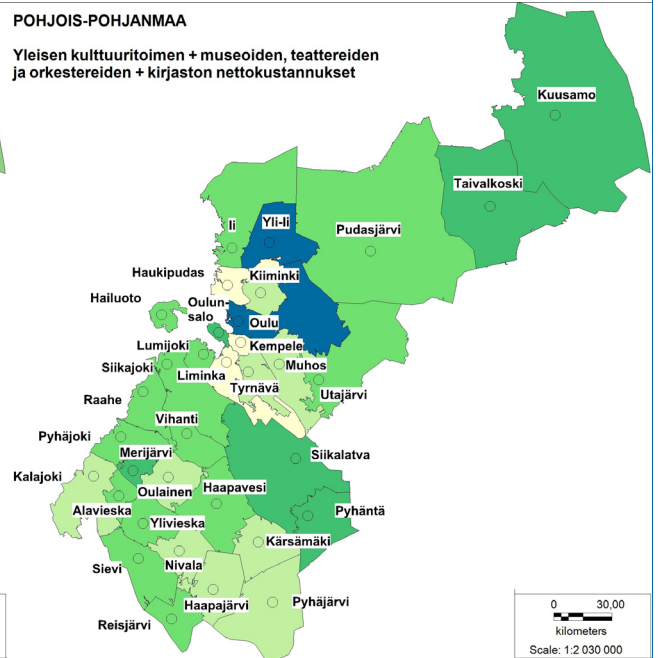 POHJOIS-POHJANMAA
Yleisen kulttuuritoimen + museoiden, teattereiden
ja orkestereiden + kirjaston nettokustannukset
Kuusamo
Taivalkoski
Ii
Yli-Ii
Pudasjärvi
Haukipudas
Kiiminki
Hailuoto
Oulun-
salo
Oulu
Lumijoki
Kempele
Siikajoki
Liminka
Muhos
Raahe
Tyrnävä
Utajärvi
Vihanti
Pyhäjoki
Merijärvi
Siikalatva
Kalajoki
Oulainen
Haapavesi
Alavieska
Pyhäntä
Ylivieska
Kärsämäki
Sievi
Nivala
Haapajärvi
Pyhäjärvi
Reisjärvi
0 30,00
kilometers
Scale: 1:2 030 000